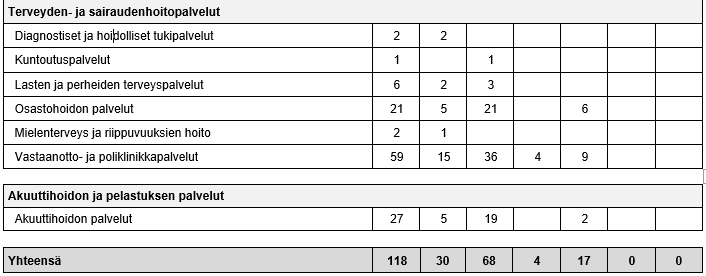 Terveyden- ja sairaudenhoitopalvelut
Diagnostiset ja hoidolliset tukipalvelut 2 2
Kuntoutuspalvelut 1 1
Lasten ja perheiden terveyspalvelut 6 2 3
Osastohoidon palvelut 21 5 21 6
Mielenterveys ja riippuvuuksien hoito 2 1
Vastaanotto- ja poliklinikkapalvelut 59 15 36 4 9
Akuuttihoidon ja pelastuksen palvelut
Akuuttihoidon palvelut 27 5 19 2
Yhteensä 118 30 68 4 17 0 0